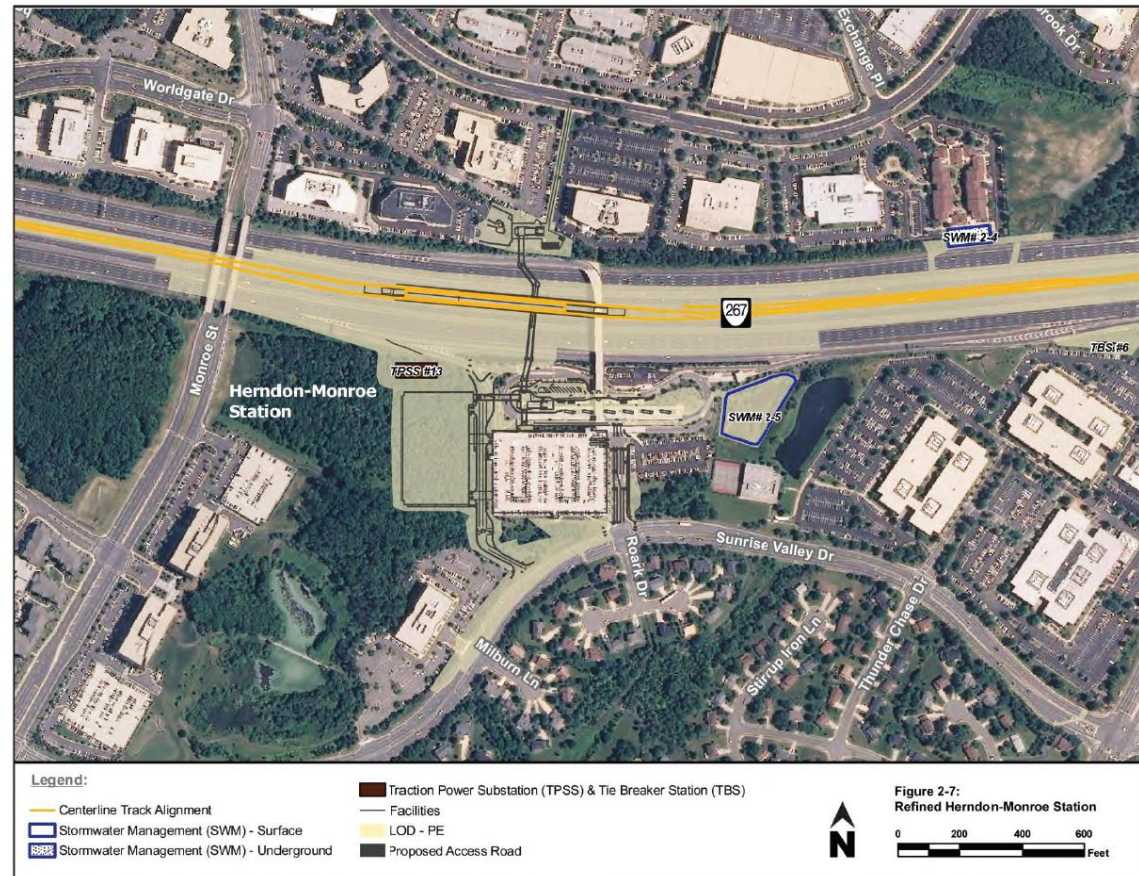 Worldgate Dr
Exchange Pl
brook Dr
SWM# 2-4
267
Monroe St
TPSS #13
TBS #6
Herndon-Monroe
Station
SWM# 2-5
Sunrise Valley Dr
Roark Dr
Milburn Ln
Stirrup Iron Ln
Thunder Chase Dr
Legend:
Centerline Track Alignment
Stormwater Management (SWM) - Surface
Stormwater Management (SWM) - Underground
Traction Power Substation (TPSS) & Tie Breaker Station (TBS)
Facilities
LOD - PE
Proposed Access Road
N
Figure 2-7:
Refined Herndon-Monroe Station
0 200 400 600
Feet